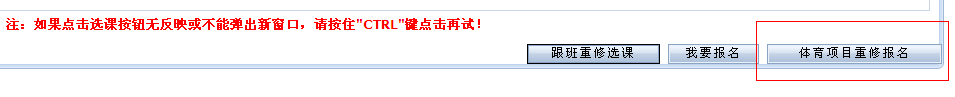 注：如果点击选课按钮无反映或不能弹出新窗口，请按住"CTRL"键点击再试！
跟班重修选课 我要报名 体育项目重修报名